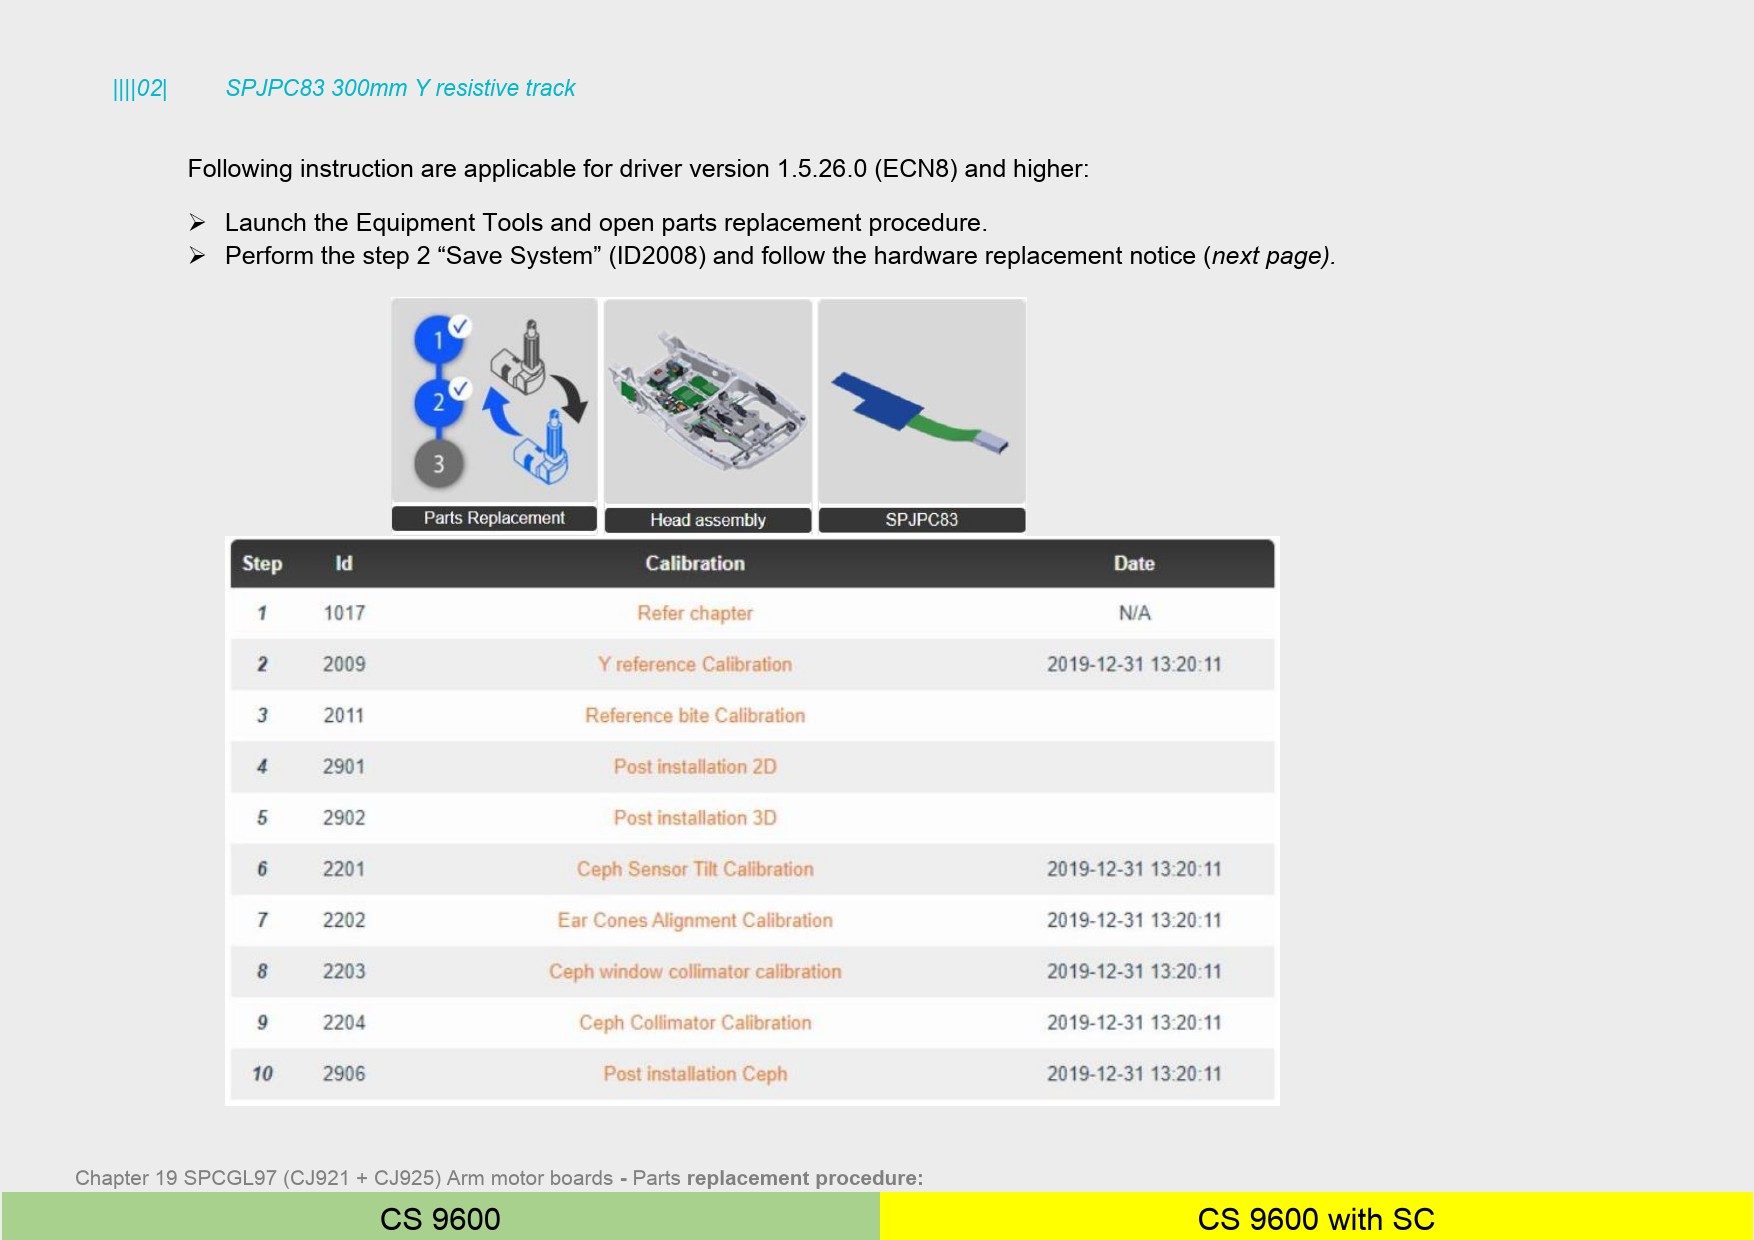 ||||02| SPJPC83 300mm Y resistive track
Following instruction are applicable for driver version 1.5.26.0 (ECN8) and higher:
➢ Launch the Equipment Tools and open parts replacement procedure.
➢ Perform the step 2 “Save System” (ID2008) and follow the hardware replacement notice (next page).
1
2
3
Parts Replacement Head assembly SPJPC83
Step Id Calibration Date
1 1017 Refer chapter N/A
2 2009 Y reference Calibration 2019-12-31 13:20:11
3 2011 Reference bite Calibration
4 2901 Post installation 2D
5 2902 Post installation 3D
6 2201 Ceph Sensor Tilt Calibration 2019-12-31 13:20:11
7 2202 Ear Cones Alignment Calibration 2019-12-31 13:20:11
8 2203 Ceph window collimator calibration 2019-12-31 13:20:11
9 2204 Ceph Collimator Calibration 2019-12-31 13:20:11
10 2906 Post installation Ceph 2019-12-31 13:20:11
Chapter 19 SPCGL97 (CJ921 + CJ925) Arm motor boards - Parts replacement procedure:
CS 9600 CS 9600 with SC